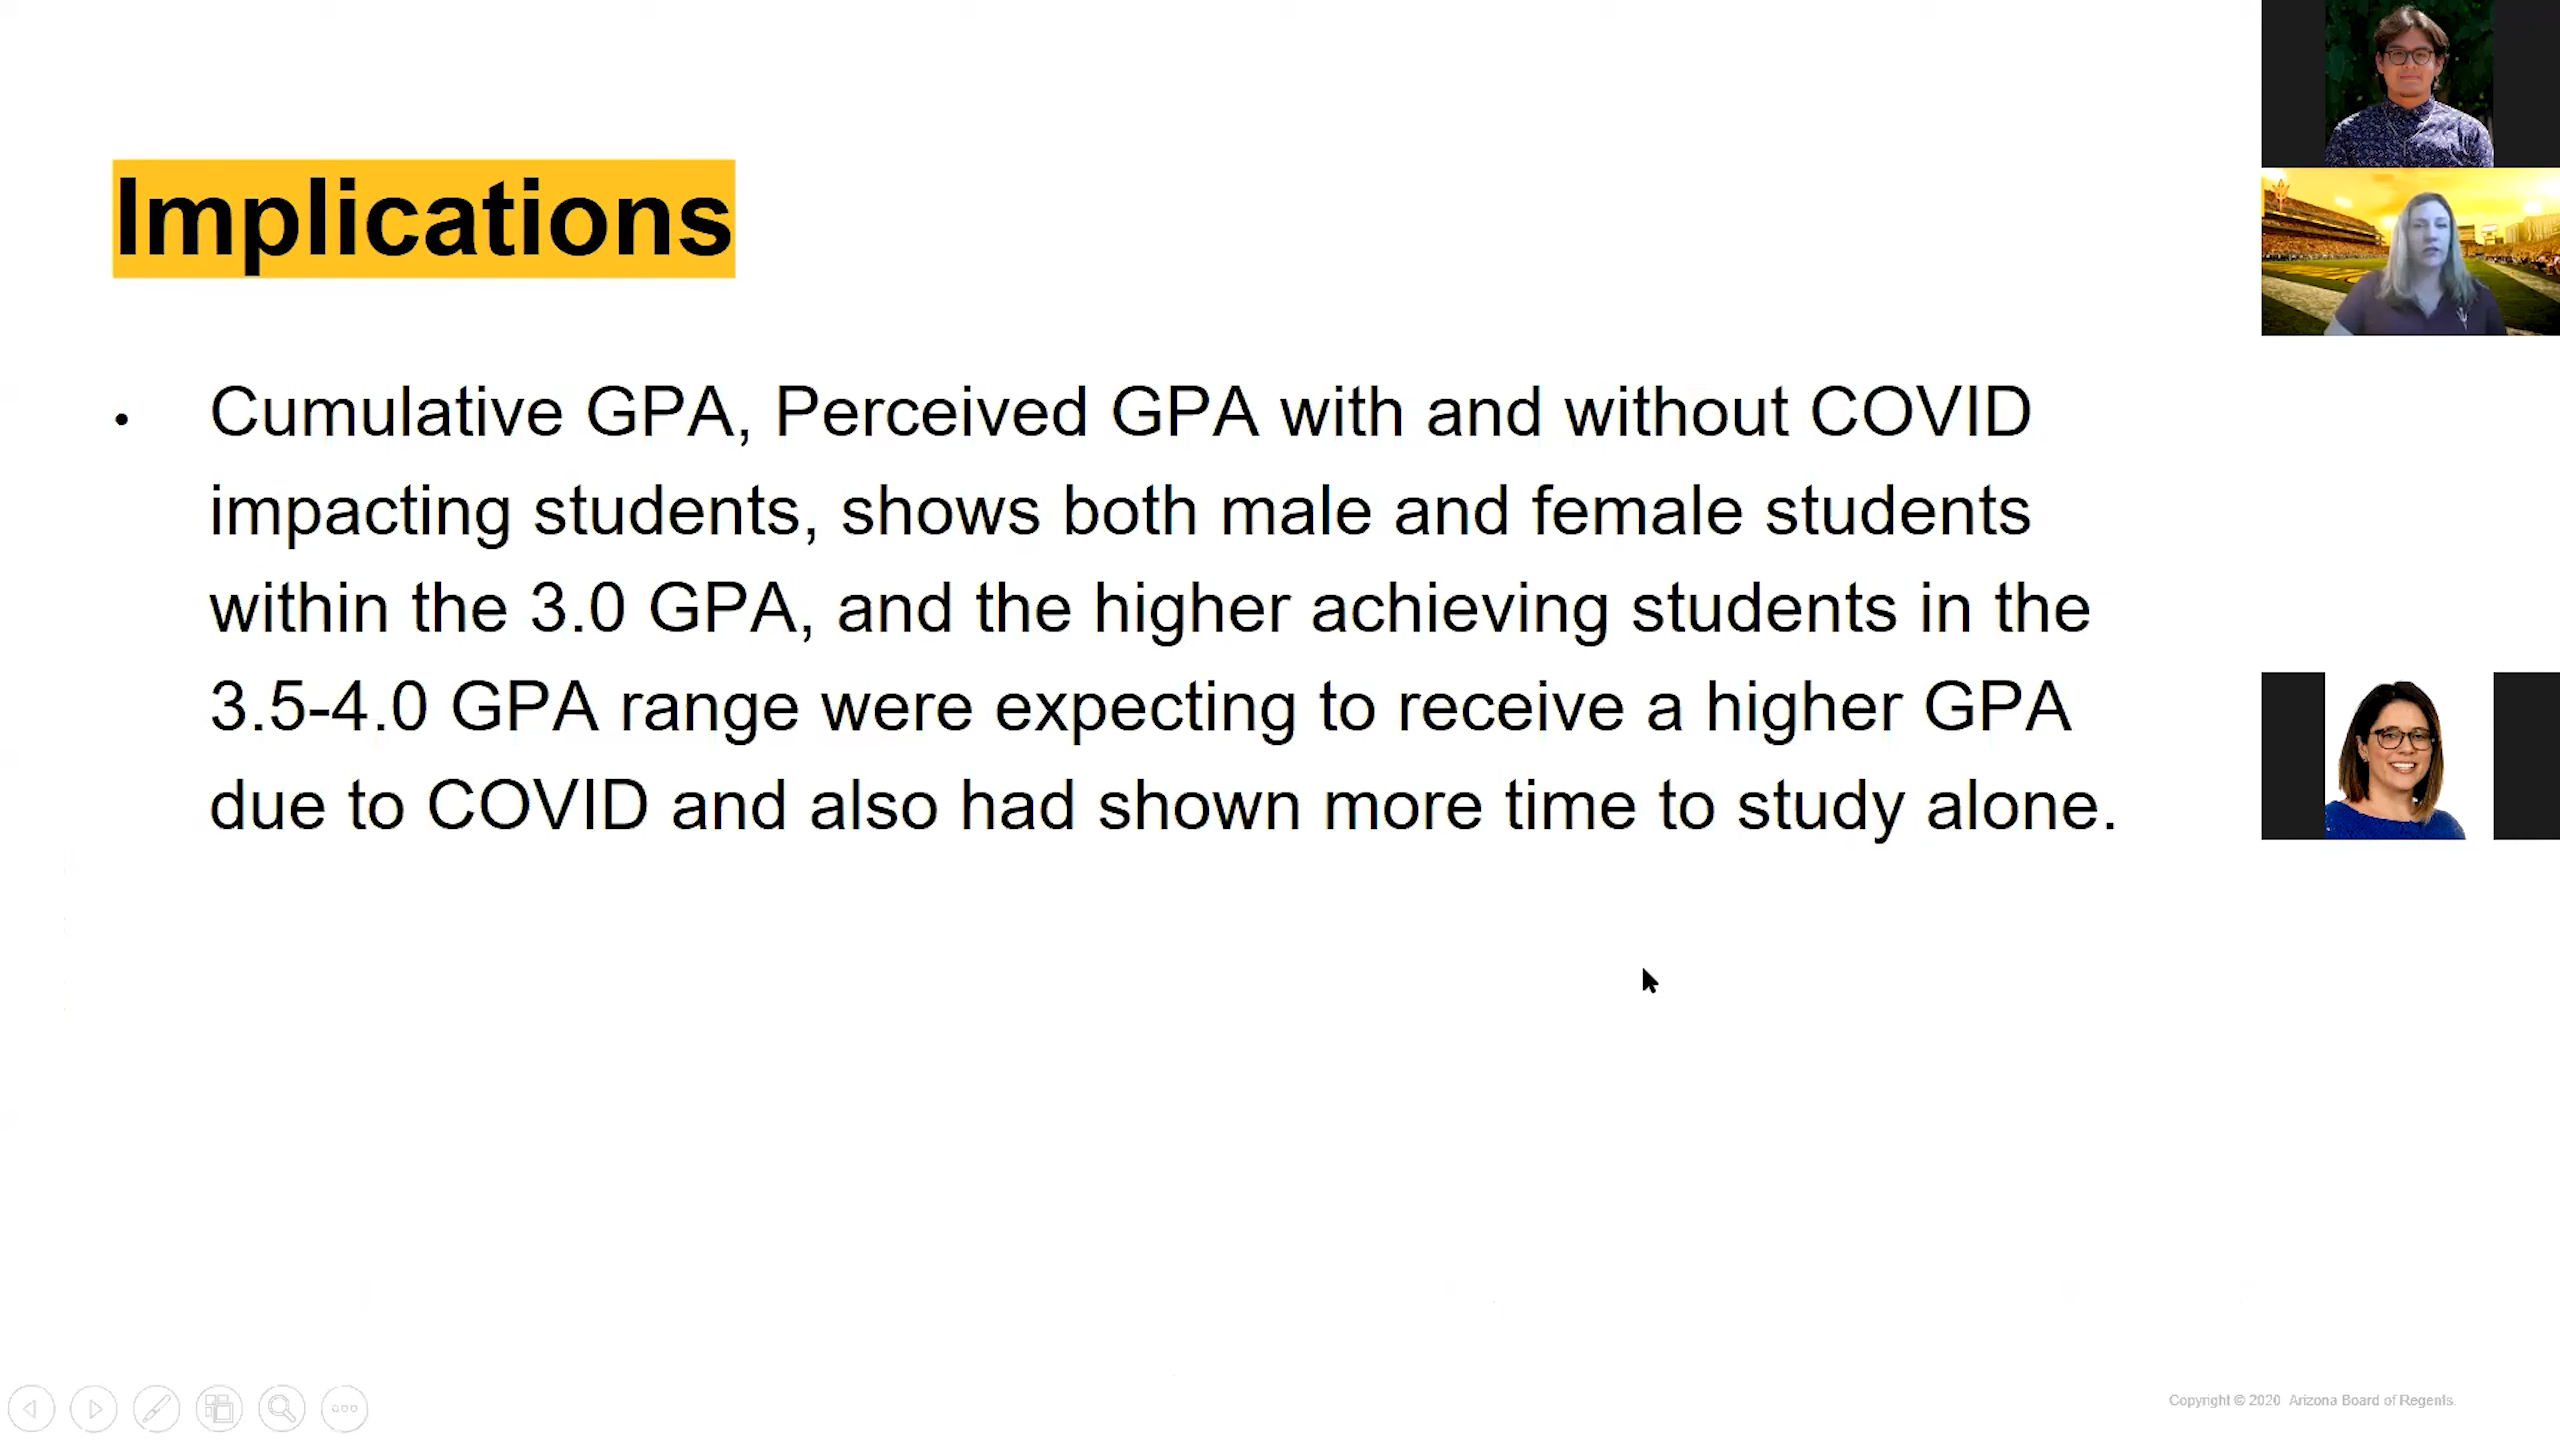 Implications
• Cumulative GPA, Perceived GPA with and without COVID
impacting students, shows both male and female students
within the 3.0 GPA, and the higher achieving students in the
3.5-4.0 GPA range were expecting to receive a higher GPA
due to COVID and also had shown more time to study alone.
Copyright © 2020 Arizona Board of Regents.